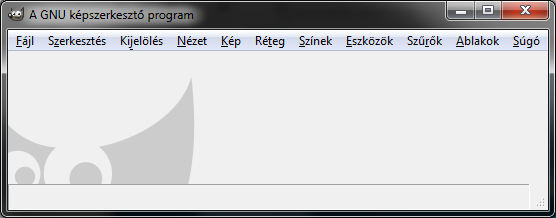 A GNU képszerkesztő program
Fájl Szerkesztés Kijelölés Nézet Kép Réteg Színek Eszközök Szűrők Ablakok Súgó